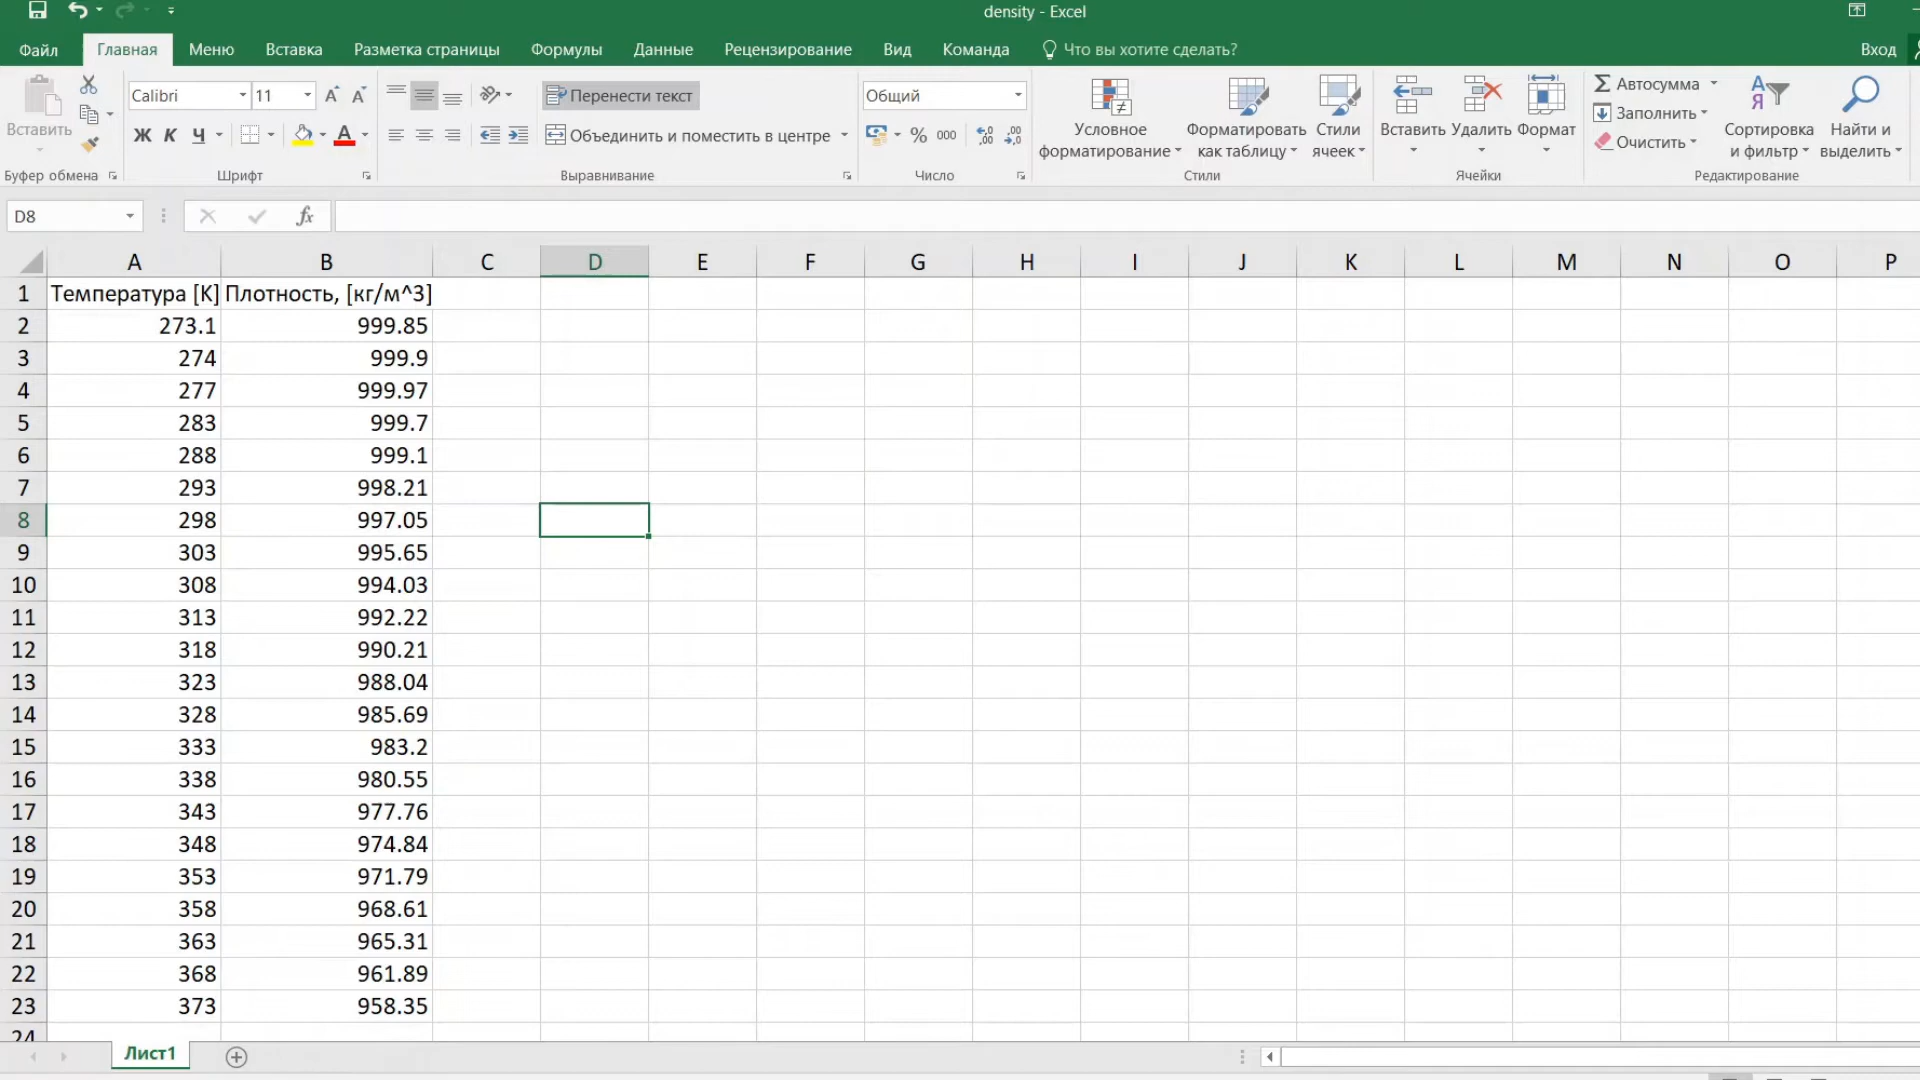 density - Excel
Файл Главная Меню Вставка Разметка страницы Формулы Данные Рецензирование Вид Команда Что вы хотите сделать? Вход
Вставить
Буфер обмена
Calibri 11
Ж К Ч
Шрифт
Перенести текст
Объединить и поместить в центре
Выравнивание
Общий
% 000
Число
Условное форматирование
Форматировать как таблицу
Стили ячеек
Стили
Вставить Удалить Формат
Ячейки
Автосумма
Заполнить
Очистить
Сортировка и фильтр
Найти и выделить
Редактирование
D8 fx
A B C D E F G H I J K L M N O P
1 Температура [K] Плотность, [кг/м^3]
2 273.1 999.85
3 274 999.9
4 277 999.97
5 283 999.7
6 288 999.1
7 293 998.21
8 298 997.05
9 303 995.65
10 308 994.03
11 313 992.22
12 318 990.21
13 323 988.04
14 328 985.69
15 333 983.2
16 338 980.55
17 343 977.76
18 348 974.84
19 353 971.79
20 358 968.61
21 363 965.31
22 368 961.89
23 373 958.35
24
Лист1